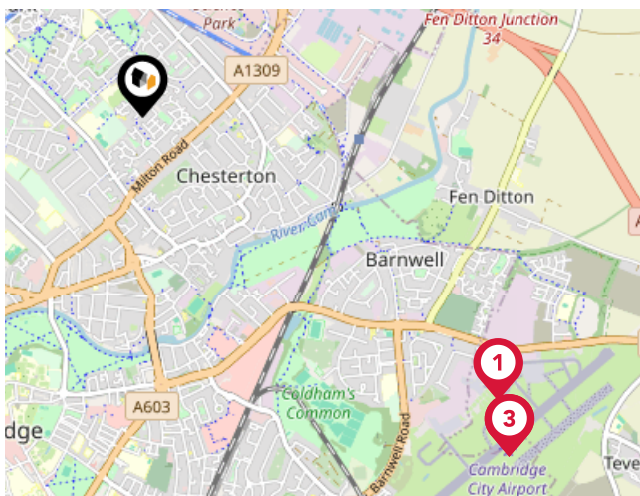 Park
Fen Ditton Junction
34
A1309
Milton Road
Chesterton
Fen Ditton
River Cam
Barnwell
1
Coldham's
Common
A603
3
dge
Barnwell Road
Cambridge
City Airport
Teve
A